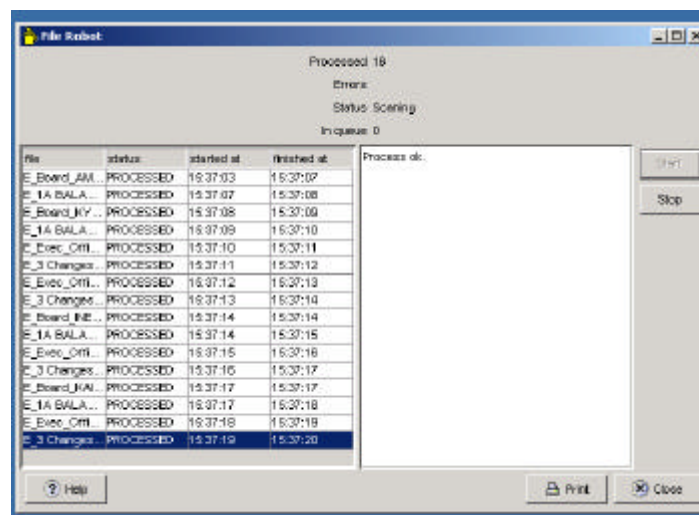 File Robot
Processed 16
Errors
Status Scaning
In queue 0
file status started at finished at
E_Board_AM... PROCESSED 15:37:03 15:37:07
E_1A BALA... PROCESSED 15:37:07 15:37:08
E_Board_KY... PROCESSED 15:37:08 15:37:09
E_1A BALA... PROCESSED 15:37:09 15:37:10
E_Exec_Offi... PROCESSED 15:37:10 15:37:11
E_3 Changes... PROCESSED 15:37:11 15:37:12
E_Exec_Offi... PROCESSED 15:37:12 15:37:13
E_3 Changes... PROCESSED 15:37:13 15:37:14
E_Board_INE... PROCESSED 15:37:14 15:37:14
E_1A BALA... PROCESSED 15:37:14 15:37:15
E_Exec_Offi... PROCESSED 15:37:15 15:37:16
E_3 Changes... PROCESSED 15:37:16 15:37:17
E_Board_KAI... PROCESSED 15:37:17 15:37:17
E_1A BALA... PROCESSED 15:37:17 15:37:18
E_Exec_Offi... PROCESSED 15:37:18 15:37:19
E_3 Changes... PROCESSED 15:37:19 15:37:20
Process ok.
Start
Stop
Help Print Close